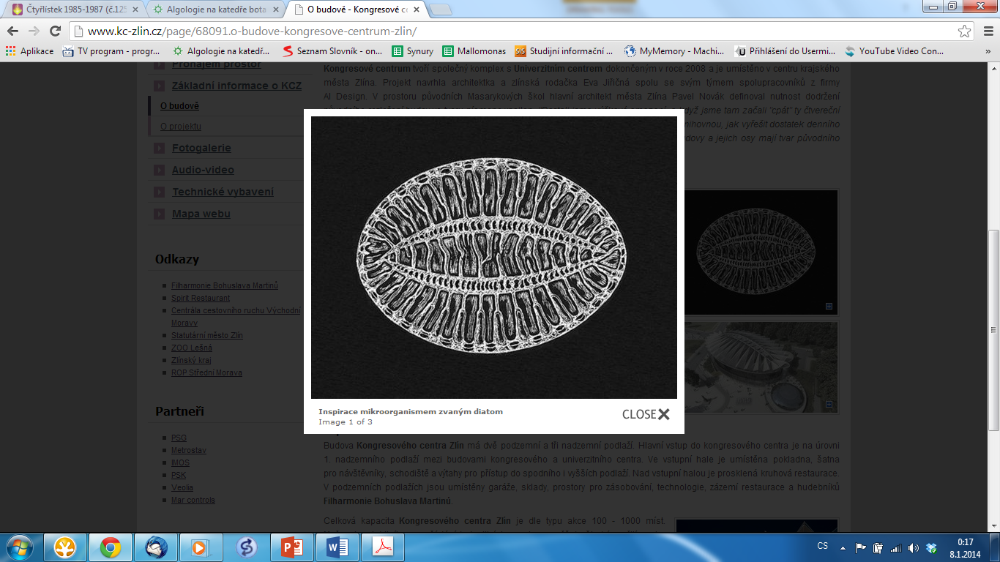 Čtyřlístek 1985-1987 (č.125
Algologie na katedře bota
O budově - Kongresové ce
www.kc-zlin.cz/page/68091.o-budove-kongresove-centrum-zlin/
Aplikace
TV program - progr...
Algologie na katedř...
Seznam Slovník - on...
Synury
Mallomonas
SIS
Studijní informační ...
MyMemory - Machi...
Přihlášení do Usermi...
YouTube Video Con...
»
Pronájem prostor
Základní informace o KCZ
O budově
O projektu
Fotogalerie
Audio-video
Technické vybavení
Mapa webu
Odkazy
Filharmonie Bohuslava Martinů
Spirit Restaurant
Centrála cestovního ruchu Východní
Moravy
Statutární město Zlín
ZOO Lešná
Zlínský kraj
ROP Střední Morava
Partneři
PSG
Metrostav
IMOS
PSK
Veolia
Mar controls
Kongresové centrum tvoří společný komplex s Univerzitním centrem dokončeným v roce 2008 a je umístěno v centru krajského
města Zlína. Projekt navrhla architektka a zlínská rodačka Eva Jiřičná spolu se svým týmem spolupracovníků z firmy
AI Design. V prostoru původních Masarykových škol hlavní architekt města Zlína Pavel Novák definoval nutnost dodržení
když jsme tam začali "cpát" ty čtvereční
nihovnou, jak vyřešit dostatek denního
udovy a jejich osy mají tvar původního
Inspirace mikroorganismem zvaným diatom
Image 1 of 3
CLOSE
Budova Kongresového centra Zlín má dvě podzemní a tři nadzemní podlaží. Hlavní vstup do kongresového centra je na úrovni
1. nadzemního podlaží mezi budovami kongresového a univerzitního centra. Ve vstupní hale je umístěna pokladna, šatna
pro návštěvníky, schodiště a výtahy pro přístup do spodního i vyšších podlaží. Nad vstupní halou je prosklená kruhová restaurace.
V podzemních podlažích jsou umístěny garáže, sklady, prostory pro zásobování, technologie, zázemí restaurace a hudebníků
Filharmonie Bohuslava Martinů.
Celková kapacita Kongresového centra Zlín je dle typu akce 100 - 1000 míst.
CS
0:17
8.1.2014